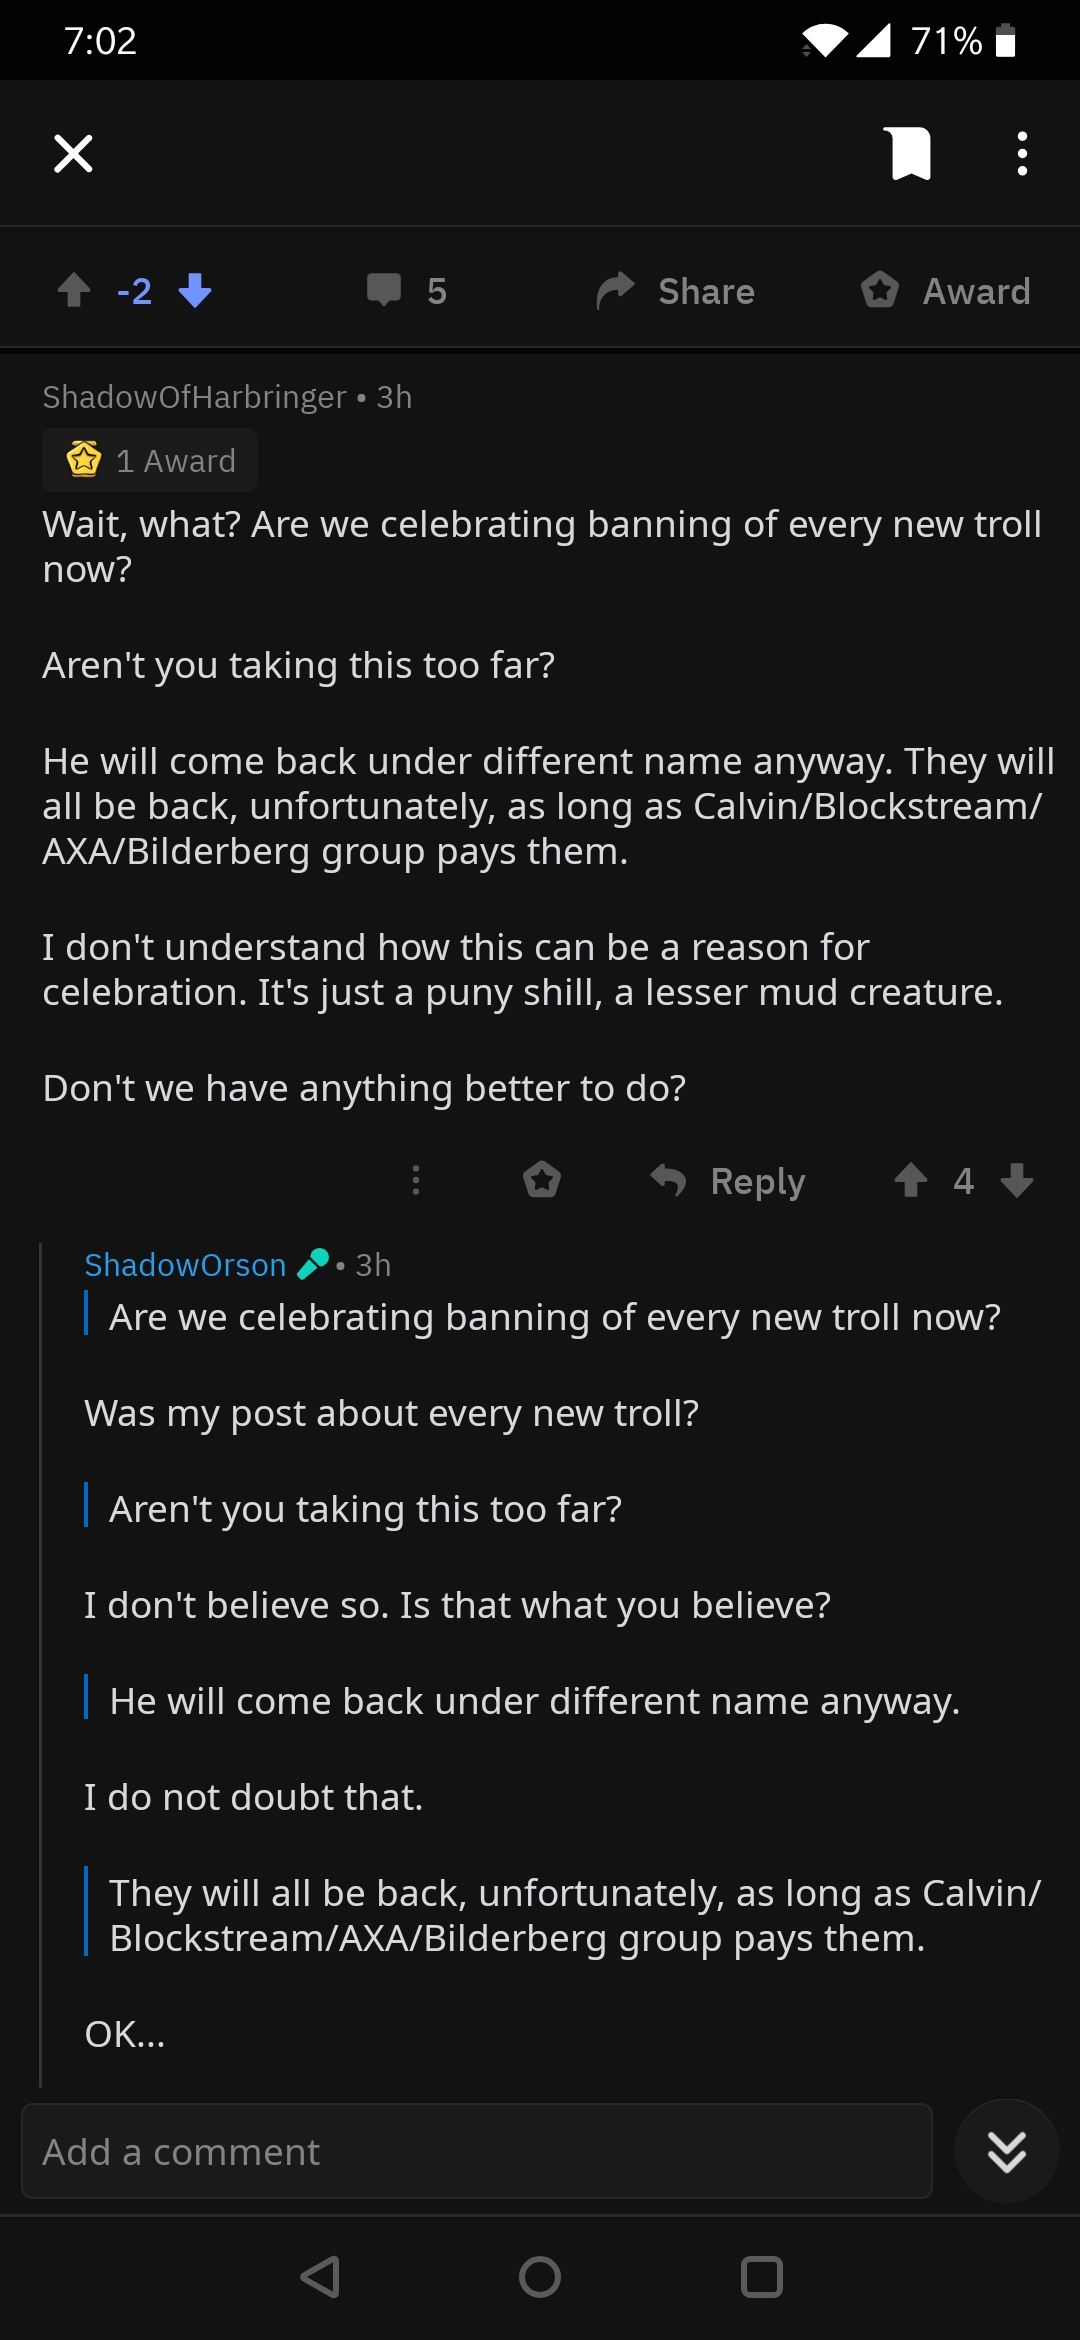 7:02
71%
-2
5
Share
Award
ShadowOfHarbringer • 3h
1 Award
Wait, what? Are we celebrating banning of every new troll
now?
Aren't you taking this too far?
He will come back under different name anyway. They will
all be back, unfortunately, as long as Calvin/Blockstream/
AXA/Bilderberg group pays them.
I don't understand how this can be a reason for
celebration. It's just a puny shill, a lesser mud creature.
Don't we have anything better to do?
Reply
4
ShadowOrson • 3h
Are we celebrating banning of every new troll now?
Was my post about every new troll?
Aren't you taking this too far?
I don't believe so. Is that what you believe?
He will come back under different name anyway.
I do not doubt that.
They will all be back, unfortunately, as long as Calvin/
Blockstream/AXA/Bilderberg group pays them.
OK...
Add a comment